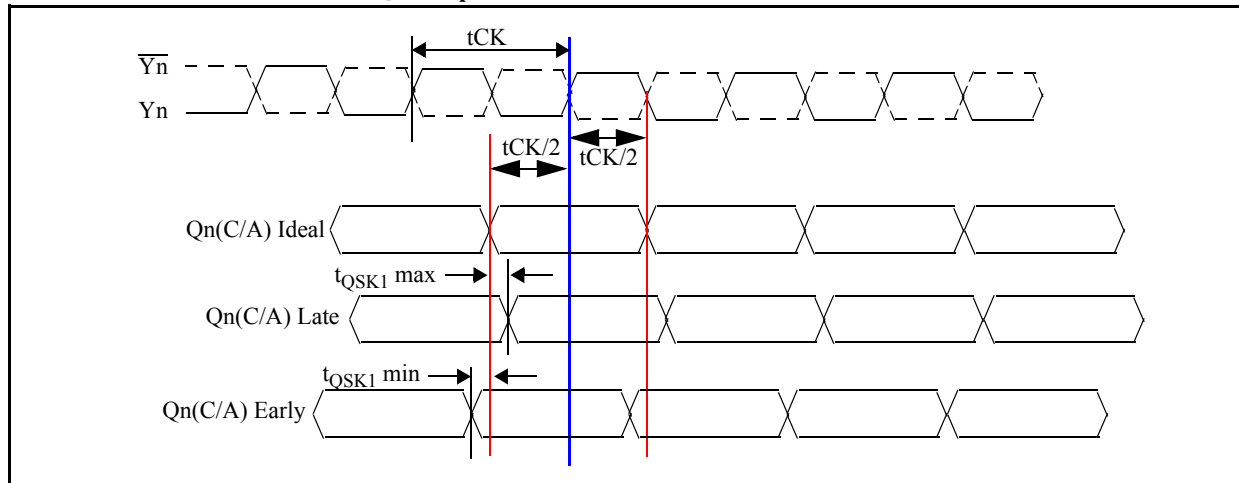 tCK
Yn
Yn
tCK/2
tCK/2
Qn(C/A) Ideal
tQSK1 max
Qn(C/A) Late
tQSK1 min
Qn(C/A) Early